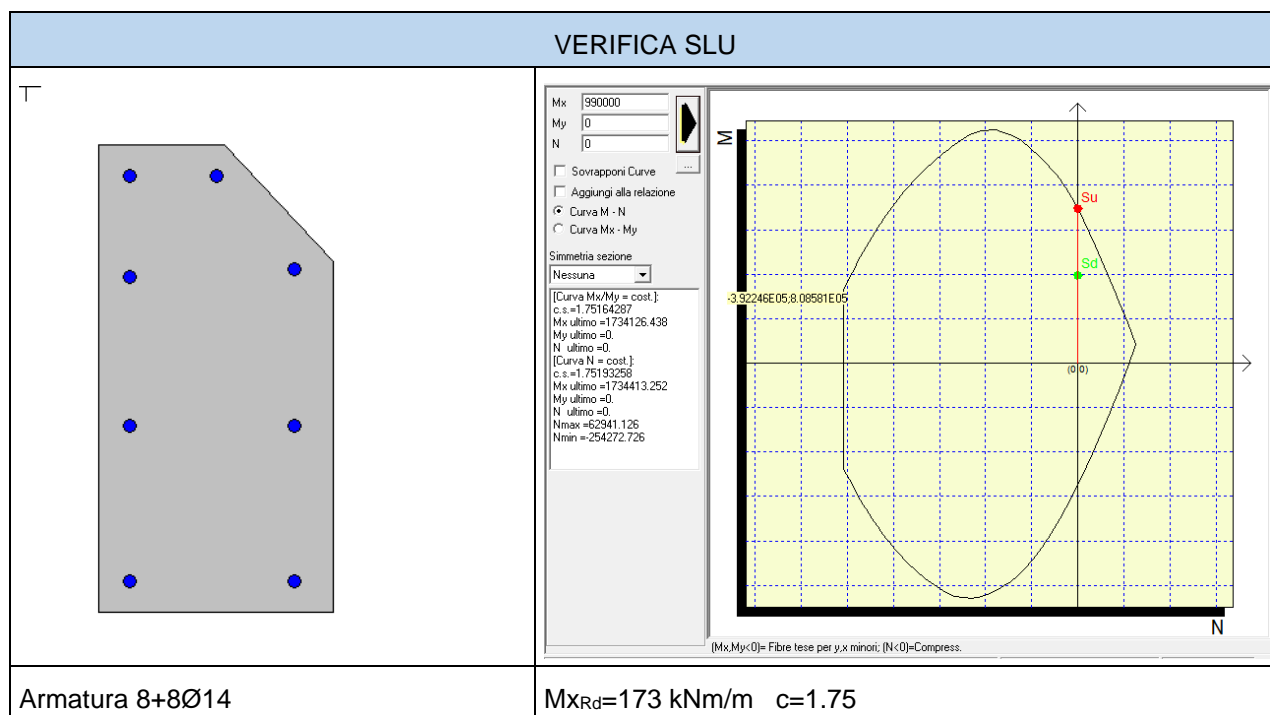 VERIFICA SLU
Mx 990000
My 0
N 0
...
Sovrapponi Curve
Aggiungi alla relazione
Curva M - N
Curva Mx - My
Simmetria sezione
Nessuna
[Curva Mx/My = cost.]:
c.s.=1.75164287
Mx ultimo =1734126.438
My ultimo =0.
N ultimo =0.
[Curva N = cost.]:
c.s.=1.75193258
Mx ultimo =1734413.252
My ultimo =0.
N ultimo =0.
Nmax =62941.126
Nmin =-254272.726
M
Su
Sd
-3.92246E05;8.08581E05
(0;0)
N
(Mx,My<0)= Fibre tese per y,x minori; (N<0)=Compress.
Armatura 8+8Ø14
MxRd=173 kNm/m c=1.75